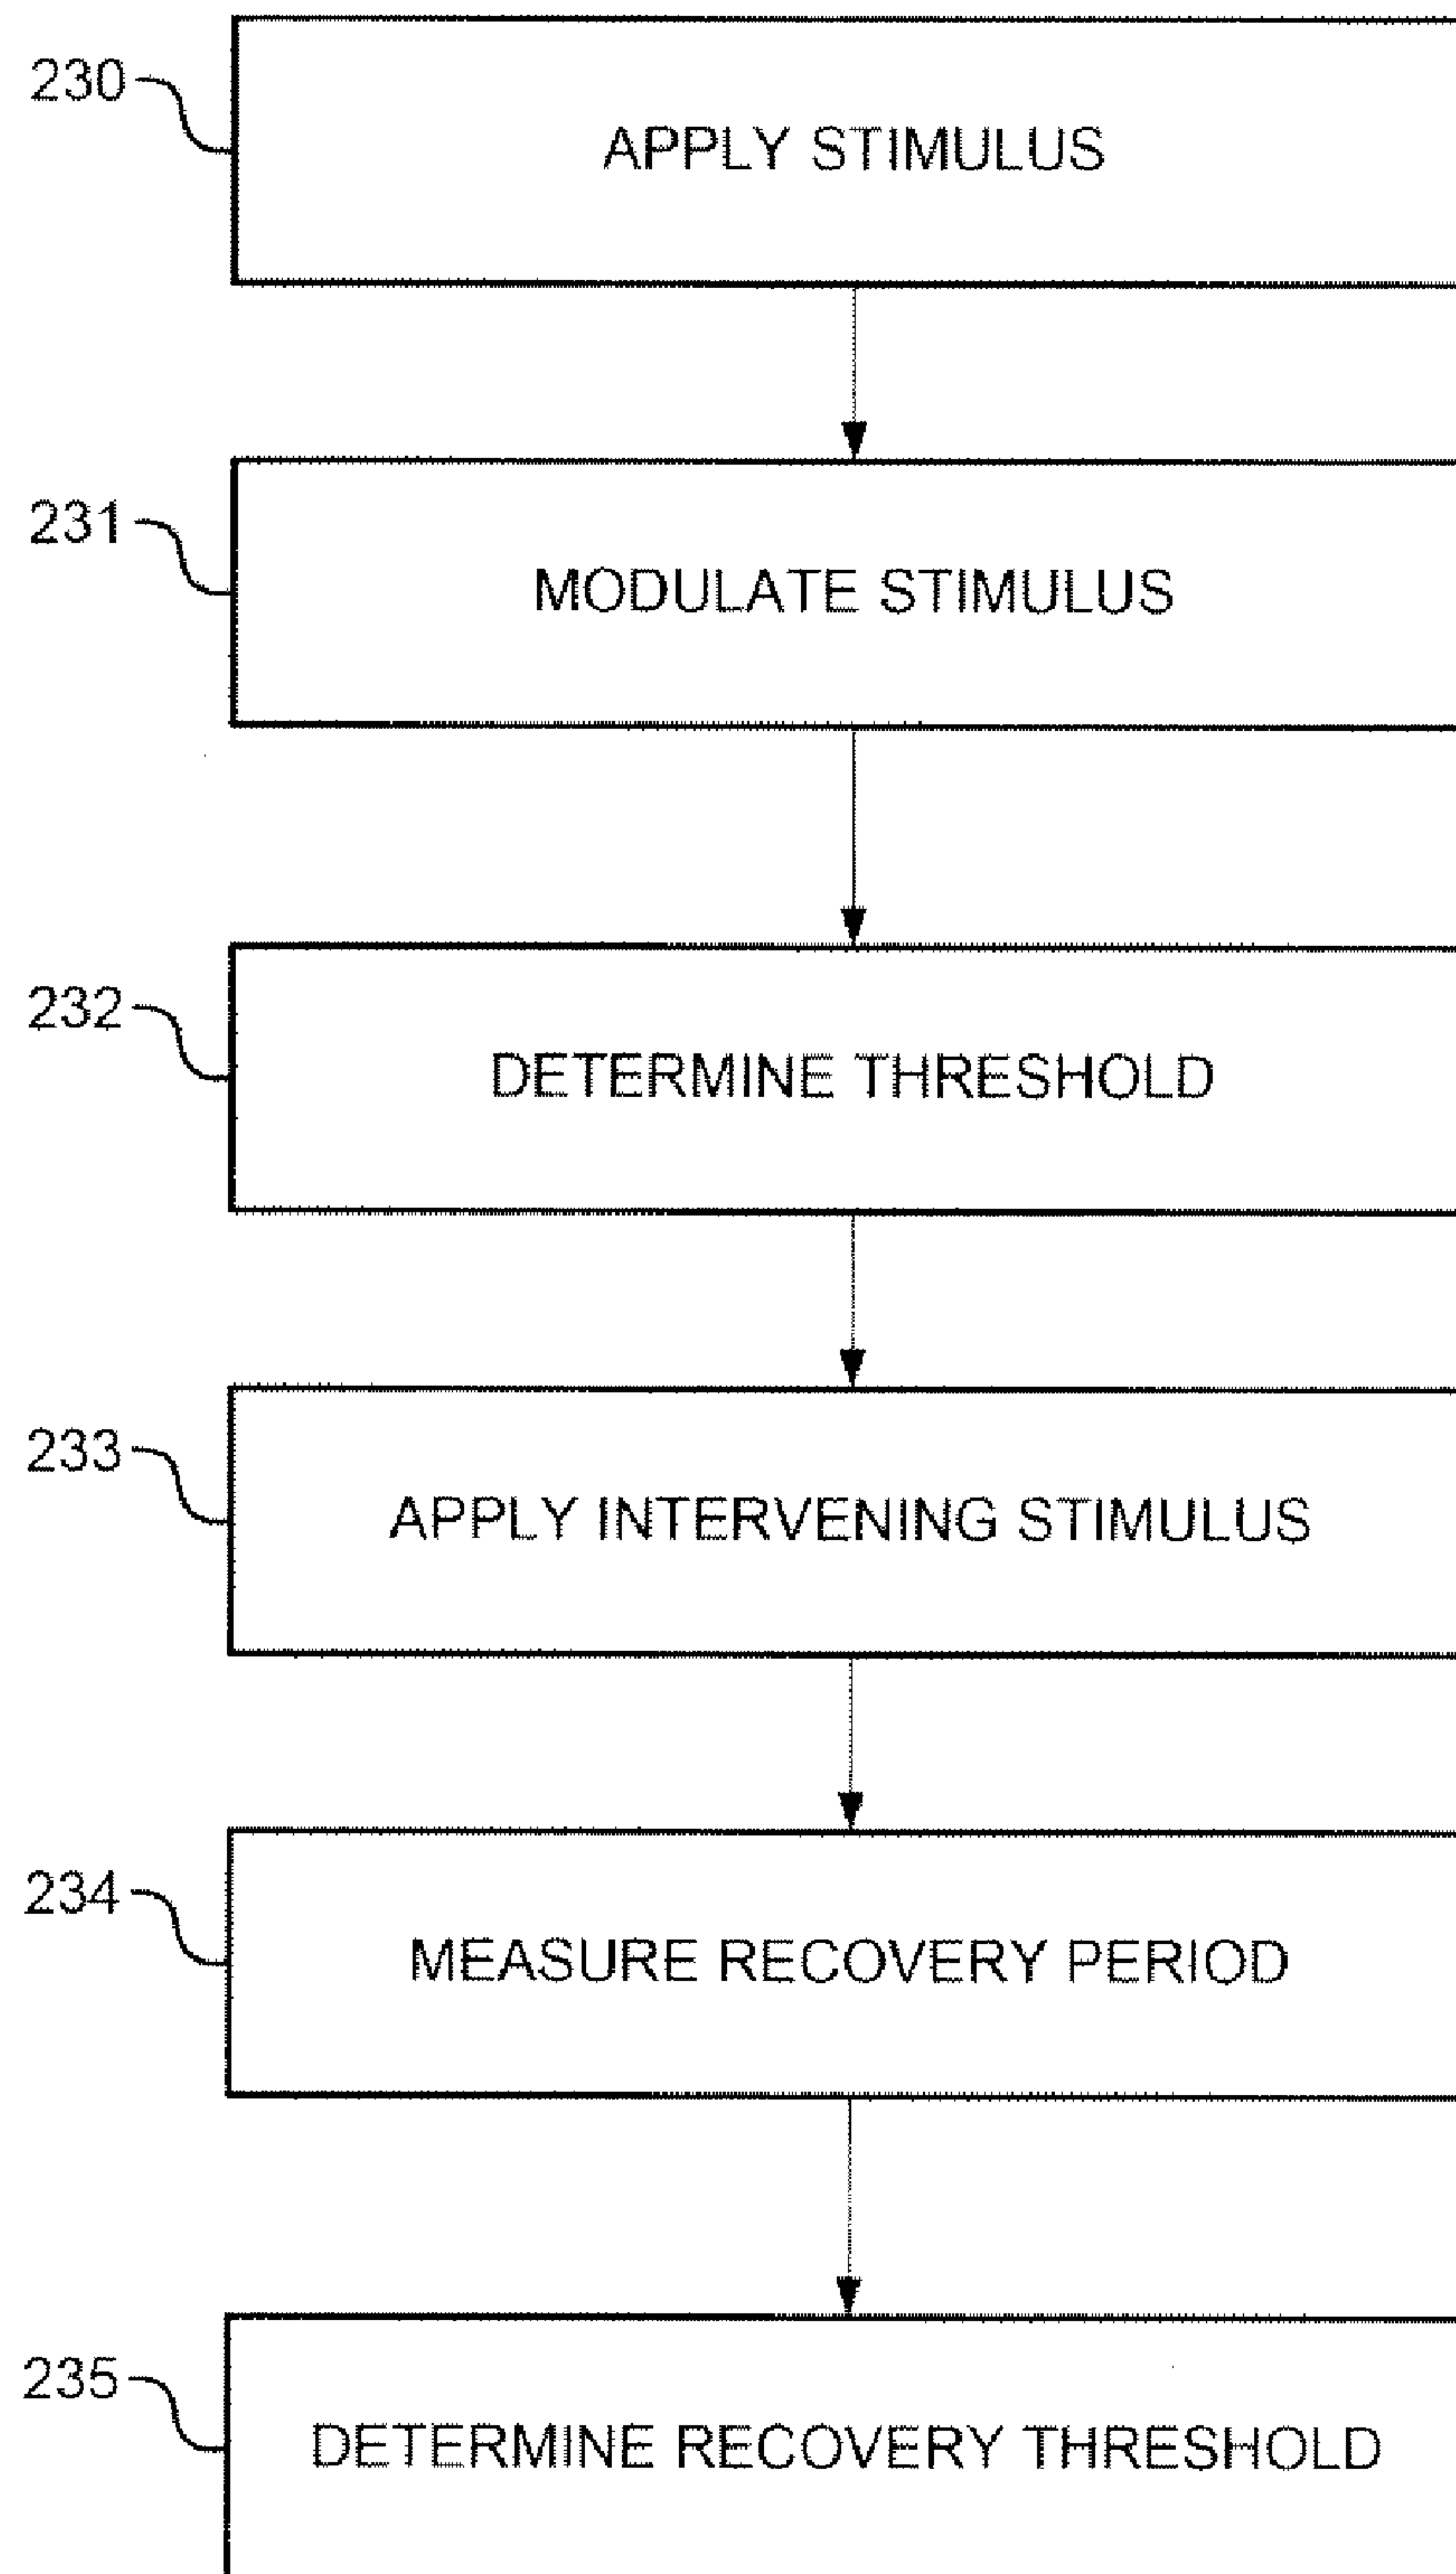 230
APPLY STIMULUS
231
MODULATE STIMULUS
232
DETERMINE THRESHOLD
233
APPLY INTERVENING STIMULUS
234
MEASURE RECOVERY PERIOD
235
DETERMINE RECOVERY THRESHOLD